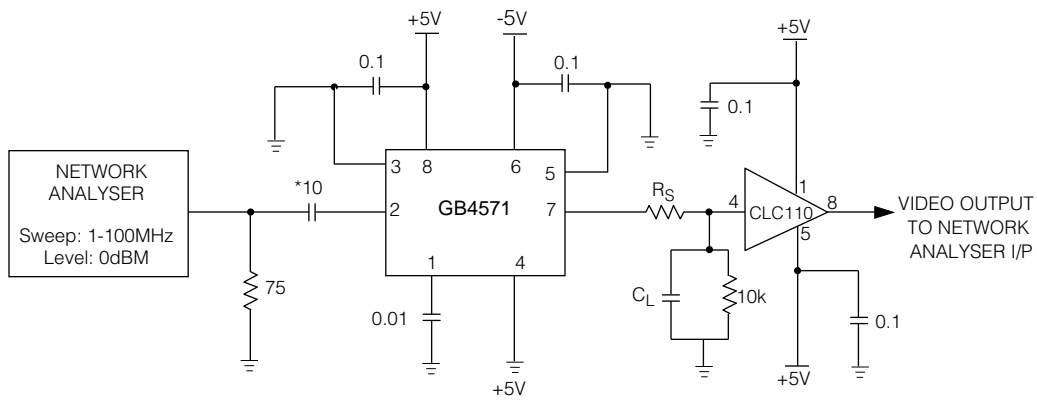 +5V
-5V
+5V
0.1
0.1
0.1
NETWORK
ANALYSER
Sweep: 1-100MHz
Level: 0dBM
*10
75
3
8
6
5
2
GB4571
7
1
4
0.01
+5V
RS
CL
10k
4
1
CLC110
8
5
VIDEO OUTPUT
TO NETWORK
ANALYSER I/P
0.1
+5V